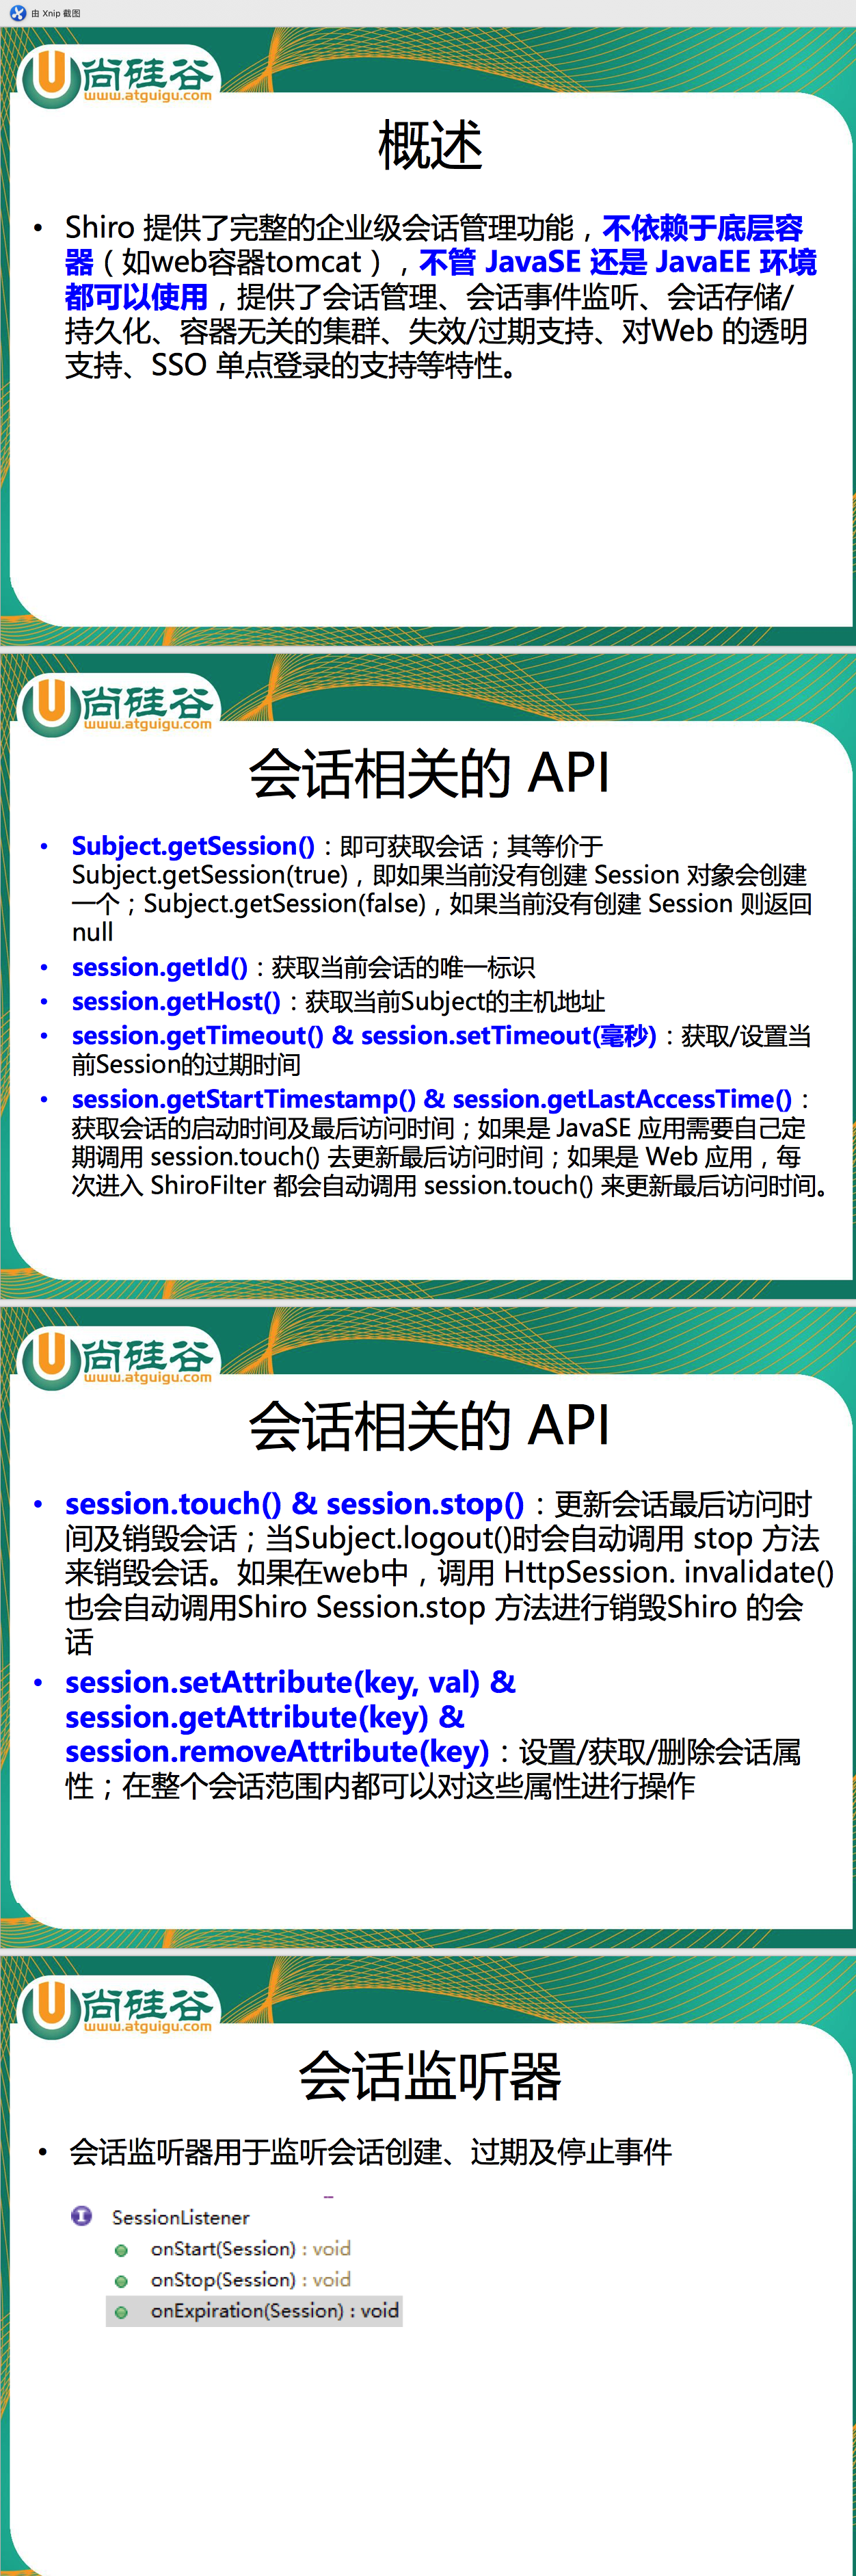 由 Xnip 截图
尚硅谷
www.atguigu.com
概述
• Shiro 提供了完整的企业级会话管理功能，不依赖于底层容
器（如web容器tomcat），不管 JavaSE 还是 JavaEE 环境
都可以使用，提供了会话管理、会话事件监听、会话存储/
持久化、容器无关的集群、失效/过期支持、对Web 的透明
支持、SSO 单点登录的支持等特性。
尚硅谷
www.atguigu.com
会话相关的 API
• Subject.getSession()：即可获取会话；其等价于
Subject.getSession(true)，即如果当前没有创建 Session 对象会创建
一个；Subject.getSession(false)，如果当前没有创建 Session 则返回
null
• session.getId()：获取当前会话的唯一标识
• session.getHost()：获取当前Subject的主机地址
• session.getTimeout() & session.setTimeout(毫秒)：获取/设置当
前Session的过期时间
• session.getStartTimestamp() & session.getLastAccessTime()：
获取会话的启动时间及最后访问时间；如果是 JavaSE 应用需要自己定
期调用 session.touch() 去更新最后访问时间；如果是 Web 应用，每
次进入 ShiroFilter 都会自动调用 session.touch() 来更新最后访问时间。
尚硅谷
www.atguigu.com
会话相关的 API
• session.touch() & session.stop()：更新会话最后访问时
间及销毁会话；当Subject.logout()时会自动调用 stop 方法
来销毁会话。如果在web中，调用 HttpSession. invalidate()
也会自动调用Shiro Session.stop 方法进行销毁Shiro 的会
话
• session.setAttribute(key, val) &
session.getAttribute(key) &
session.removeAttribute(key)：设置/获取/删除会话属
性；在整个会话范围内都可以对这些属性进行操作
尚硅谷
www.atguigu.com
会话监听器
• 会话监听器用于监听会话创建、过期及停止事件
I SessionListener
onStart(Session) : void
onStop(Session) : void
onExpiration(Session) : void